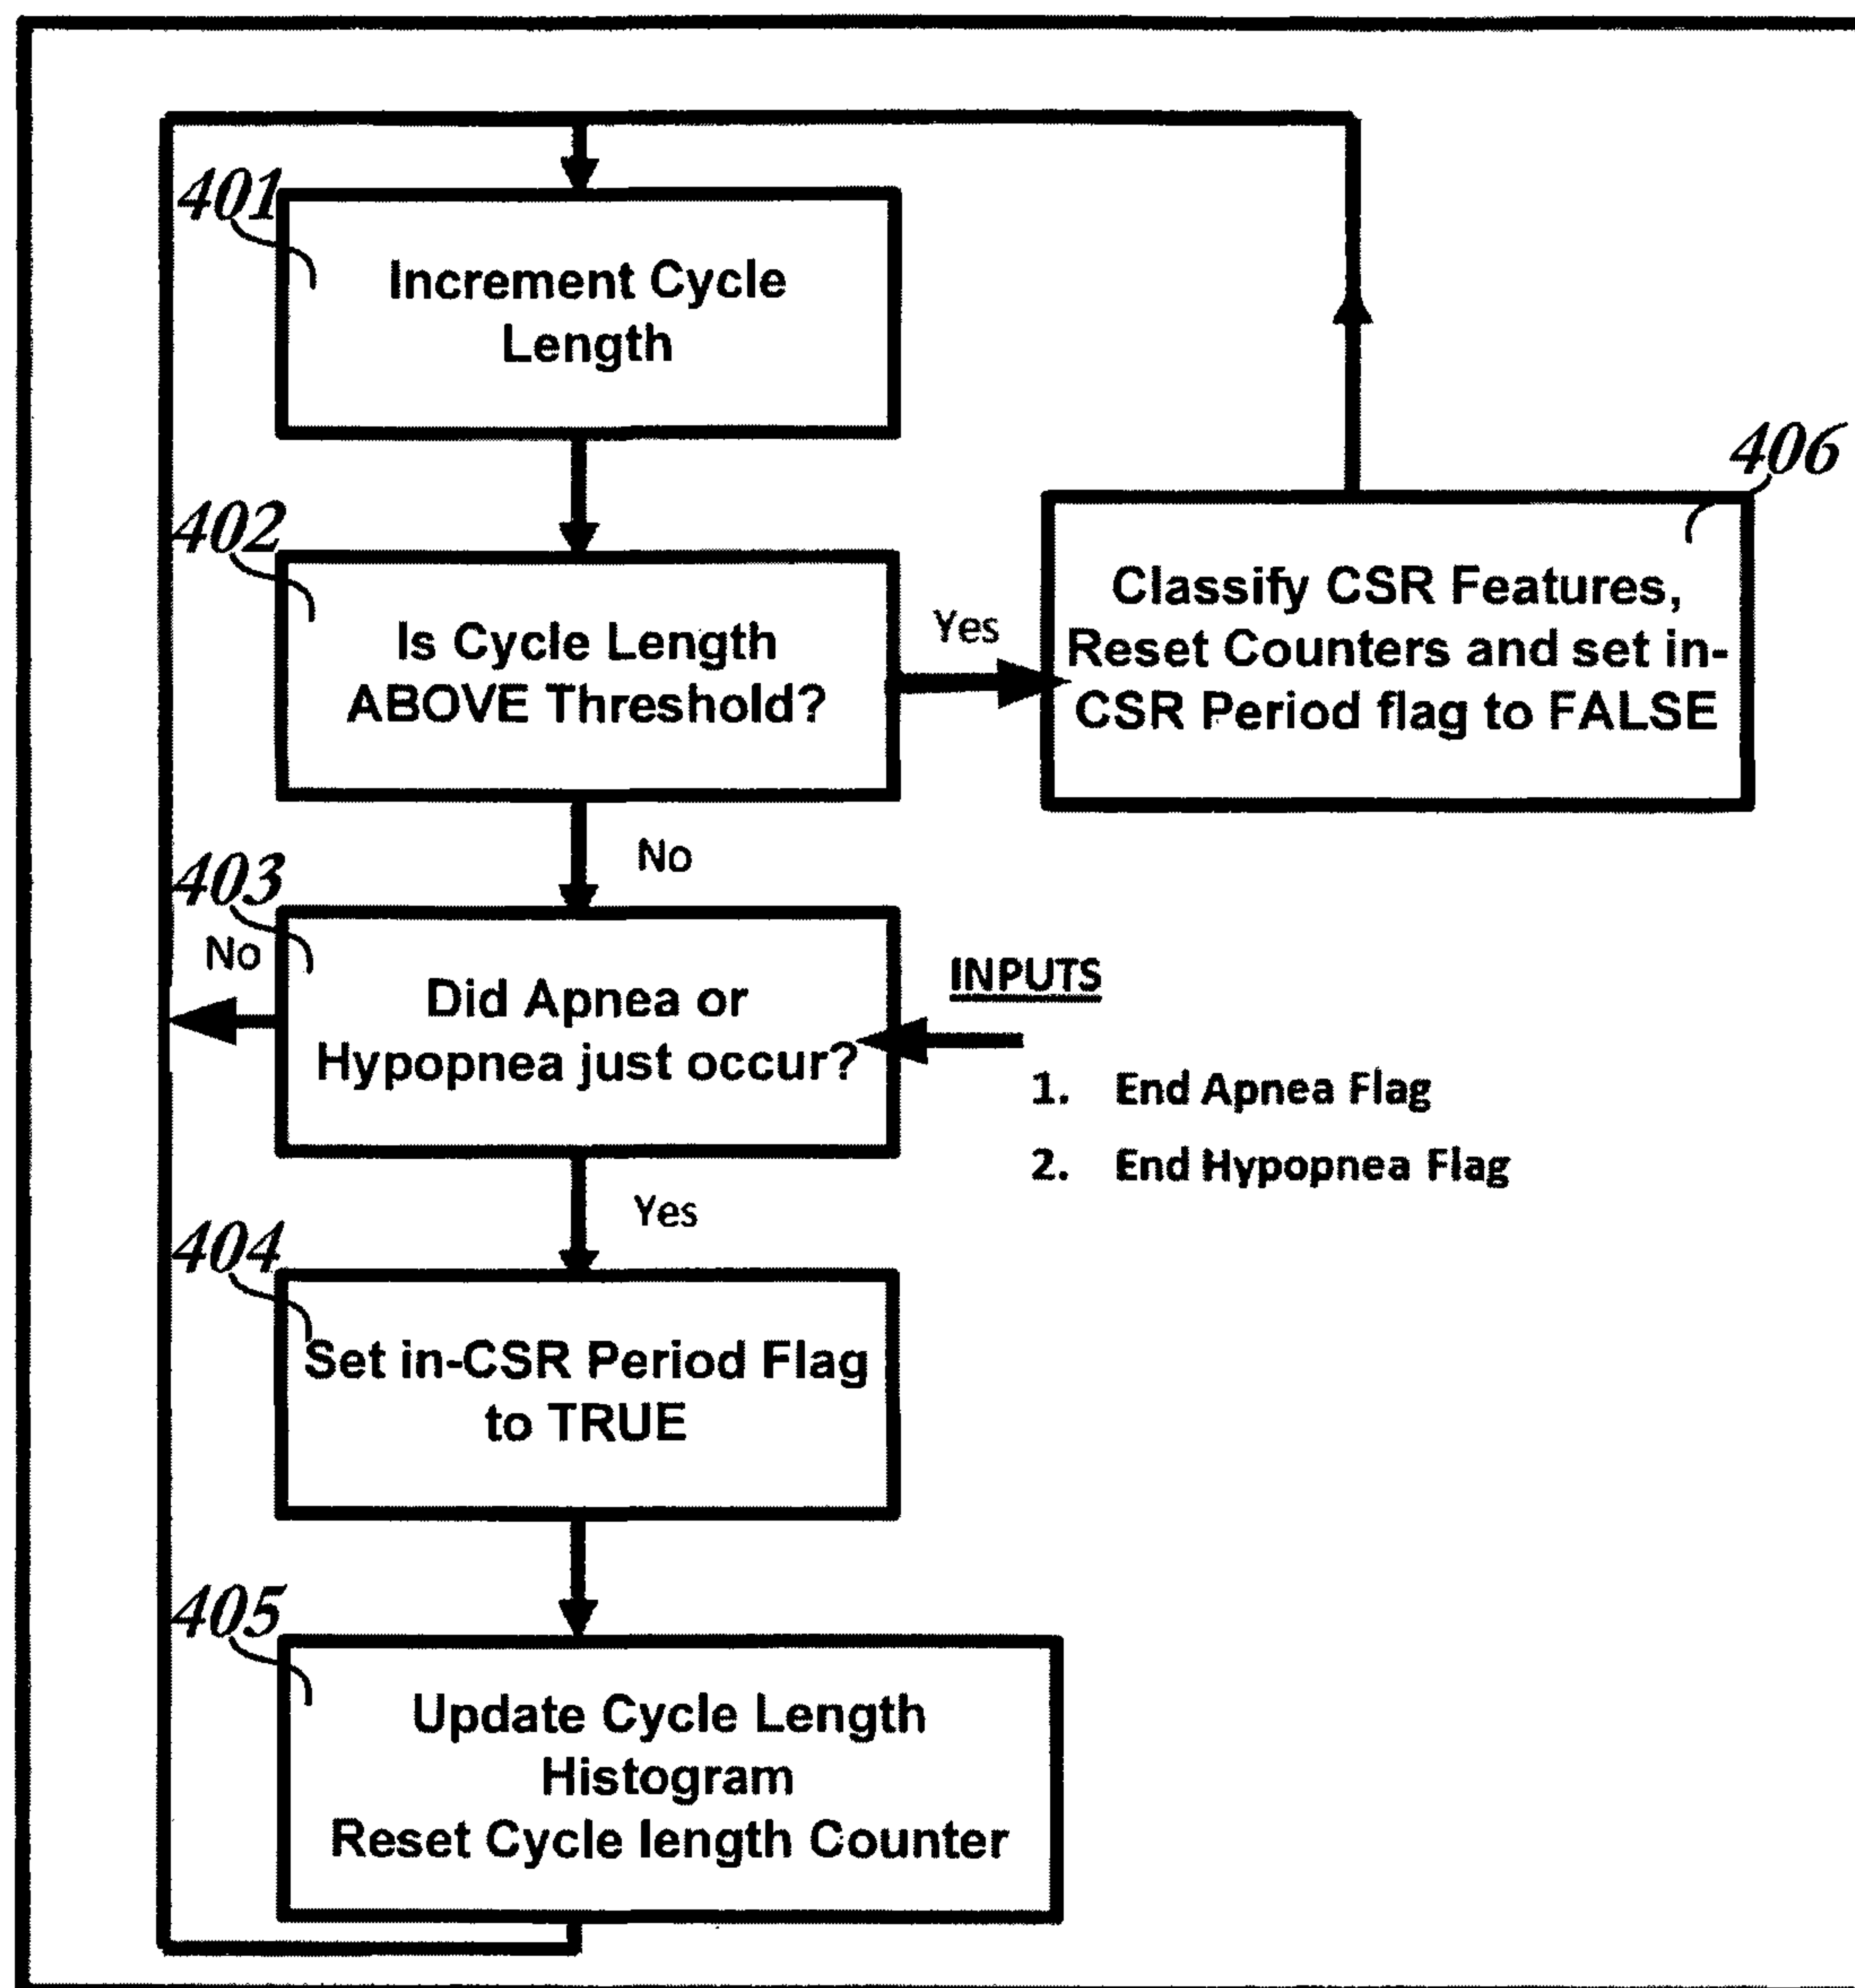 401
Increment Cycle
Length
402
Is Cycle Length
ABOVE Threshold?
Yes
406
Classify CSR Features,
Reset Counters and set in-
CSR Period flag to FALSE
No
403
No
Did Apnea or
Hypopnea just occur?
INPUTS
1. End Apnea Flag
2. End Hypopnea Flag
Yes
404
Set in-CSR Period Flag
to TRUE
405
Update Cycle Length
Histogram
Reset Cycle length Counter